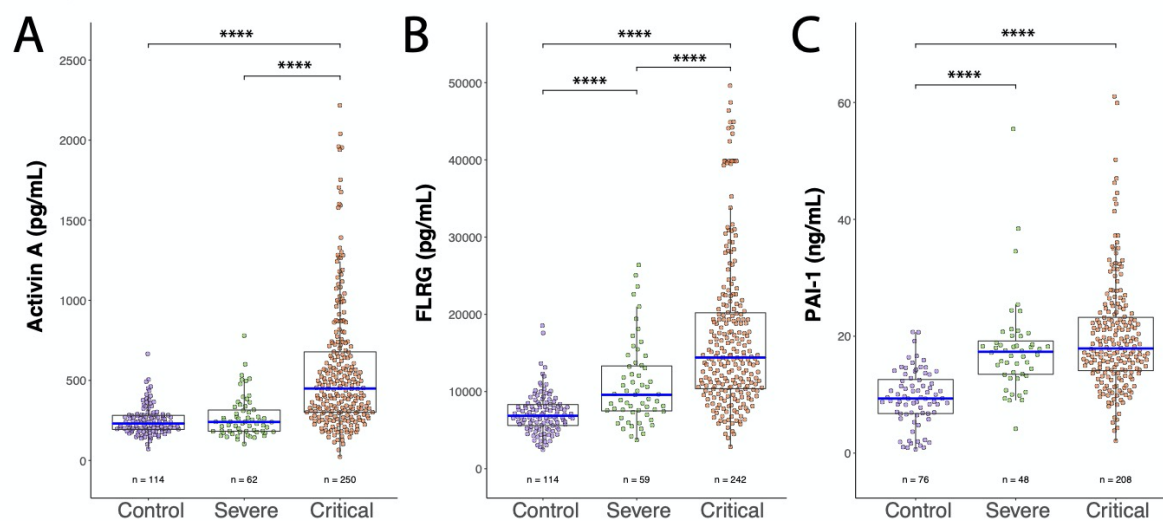 A
B
C
****
****
Activin A (pg/mL)
2500
2000
1500
1000
500
0
n = 114
n = 62
n = 250
Control
Severe
Critical
****
****
****
FLRG (pg/mL)
50000
40000
30000
20000
10000
0
n = 114
n = 59
n = 242
Control
Severe
Critical
****
****
PAI-1 (ng/mL)
60
40
20
0
n = 76
n = 48
n = 208
Control
Severe
Critical